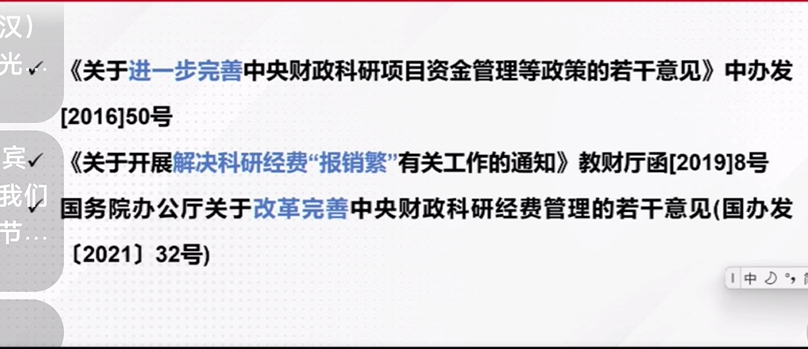 汉）
光...
✓ 《关于进一步完善中央财政科研项目资金管理等政策的若干意见》中办发
[2016]50号
宾
✓ 《关于开展解决科研经费“报销繁”有关工作的通知》教财厅函[2019]8号
我们
✓ 国务院办公厅关于改革完善中央财政科研经费管理的若干意见(国办发
节...
〔2021〕32号)
中